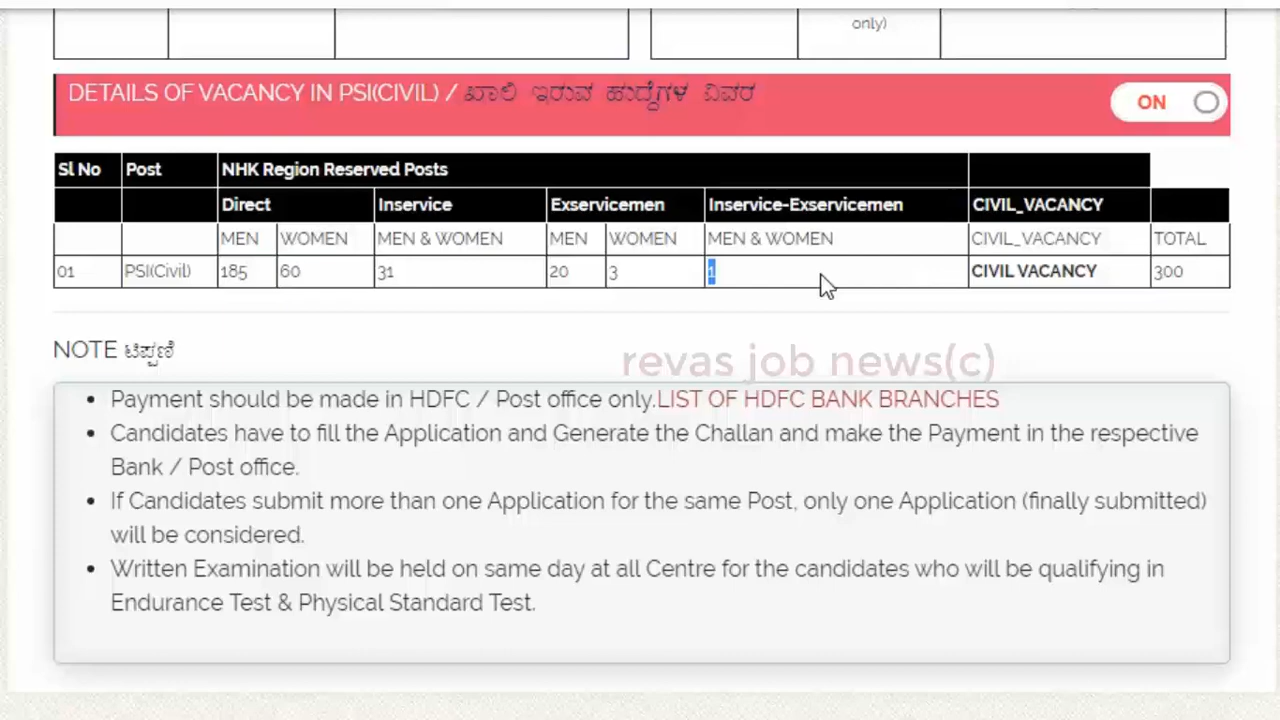 only)
DETAILS OF VACANCY IN PSI(CIVIL) / ಖಾಲಿ ಇರುವ ಹುದ್ದೆಗಳ ವಿವರ
ON
Sl No Post NHK Region Reserved Posts
Direct Inservice Exservicemen Inservice-Exservicemen CIVIL_VACANCY
MEN WOMEN MEN & WOMEN MEN WOMEN MEN & WOMEN CIVIL_VACANCY TOTAL
01 PSI(Civil) 185 60 31 20 3 1 CIVIL VACANCY 300
NOTE ಟಿಪ್ಪಣಿ
revas job news(c)
• Payment should be made in HDFC / Post office only.LIST OF HDFC BANK BRANCHES
• Candidates have to fill the Application and Generate the Challan and make the Payment in the respective
Bank / Post office.
• If Candidates submit more than one Application for the same Post, only one Application (finally submitted)
will be considered.
• Written Examination will be held on same day at all Centre for the candidates who will be qualifying in
Endurance Test & Physical Standard Test.